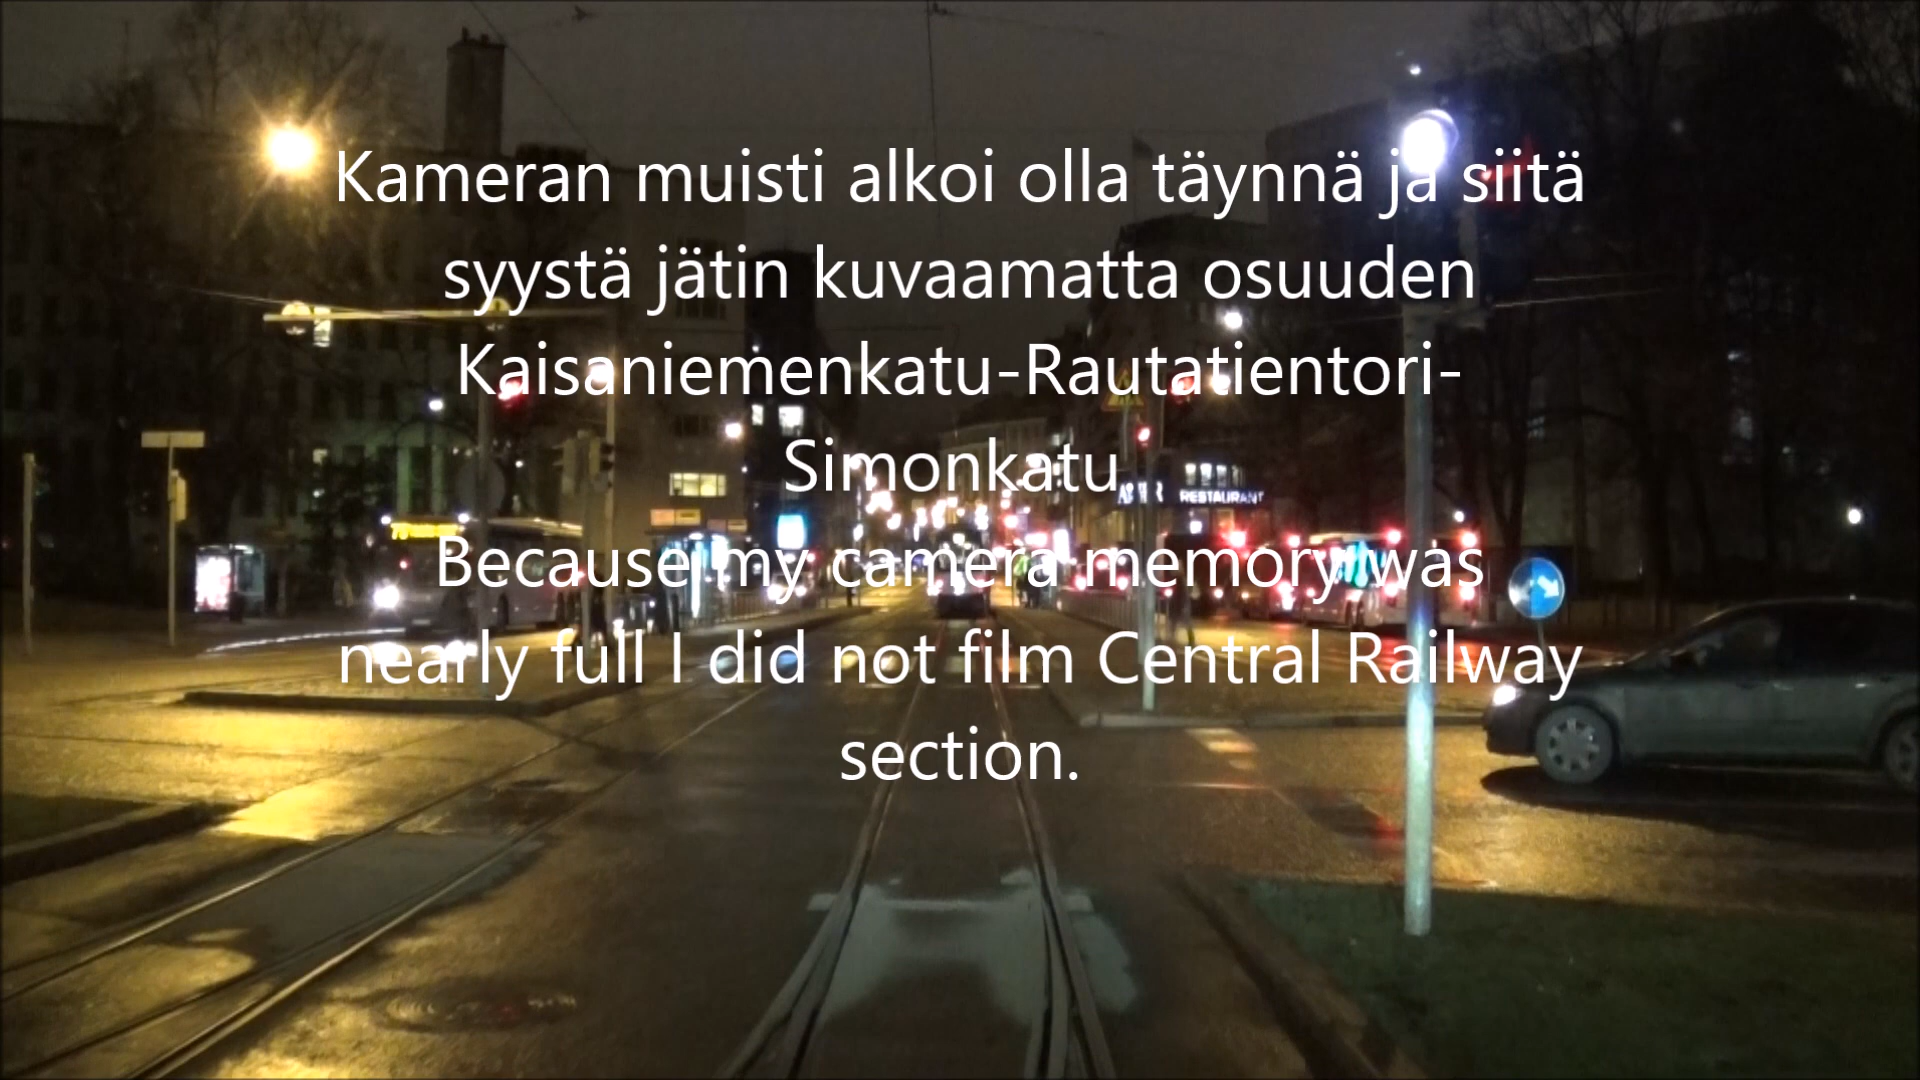 Kameran muisti alkoi olla täynnä ja siitä
syystä jätin kuvaamatta osuuden
Kaisaniemenkatu-Rautatientori-
Simonkatu
RESTAURANT
Because my camera memory was
nearly full I did not film Central Railway
section.